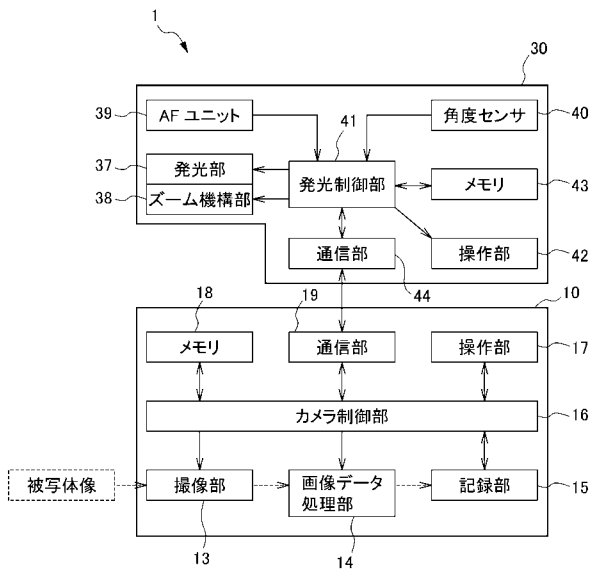 1
30
39
AF ユニット
41
角度センサ
40
37
発光部
発光制御部
メモリ
43
38
ズーム機構部
通信部
操作部
42
44
10
18
19
メモリ
通信部
操作部
17
カメラ制御部
16
被写体像
撮像部
画像データ
処理部
記録部
15
13
14